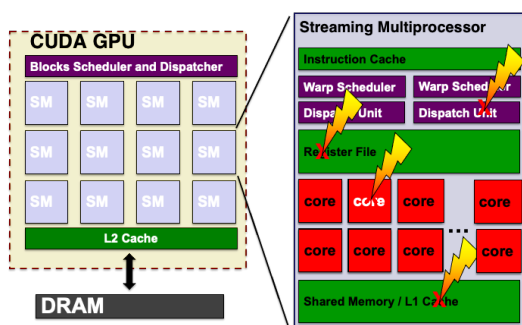 CUDA GPU
Blocks Scheduler and Dispatcher
SM SM SM SM
SM SM SM SM
SM SM SM SM
L2 Cache
DRAM
Streaming Multiprocessor
Instruction Cache
Warp Scheduler Warp Scheduler
Dispatch Unit Dispatch Unit
Register File
core core core core
...
core core core core
Shared Memory / L1 Cache